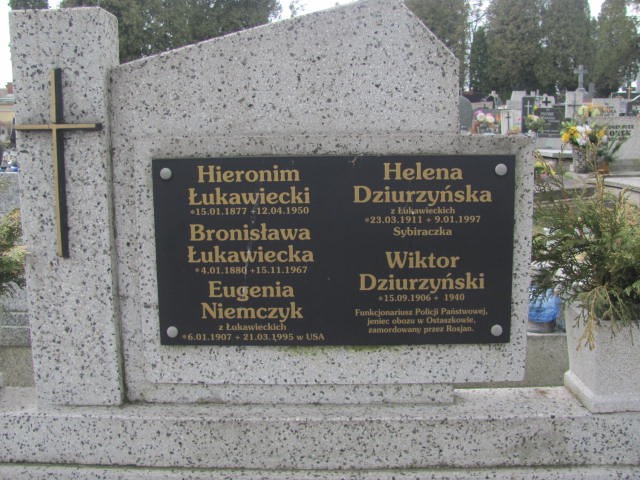 Hieronim
Łukawiecki
*15.01.1877 +12.04.1950
Bronisława
Łukawiecka
*4.01.1880 +15.11.1967
Eugenia
Niemczyk
z Łukawieckich
*6.01.1907 + 21.03.1995 w USA
Helena
Dziurzyńska
z Łukawieckich
*23.03.1911 + 9.01.1997
Sybiraczka
Wiktor
Dziurzyński
*15.09.1906 + 1940
Funkcjonariusz Policji Państwowej,
jeniec obozu w Ostaszkowie,
zamordowany przez Rosjan.